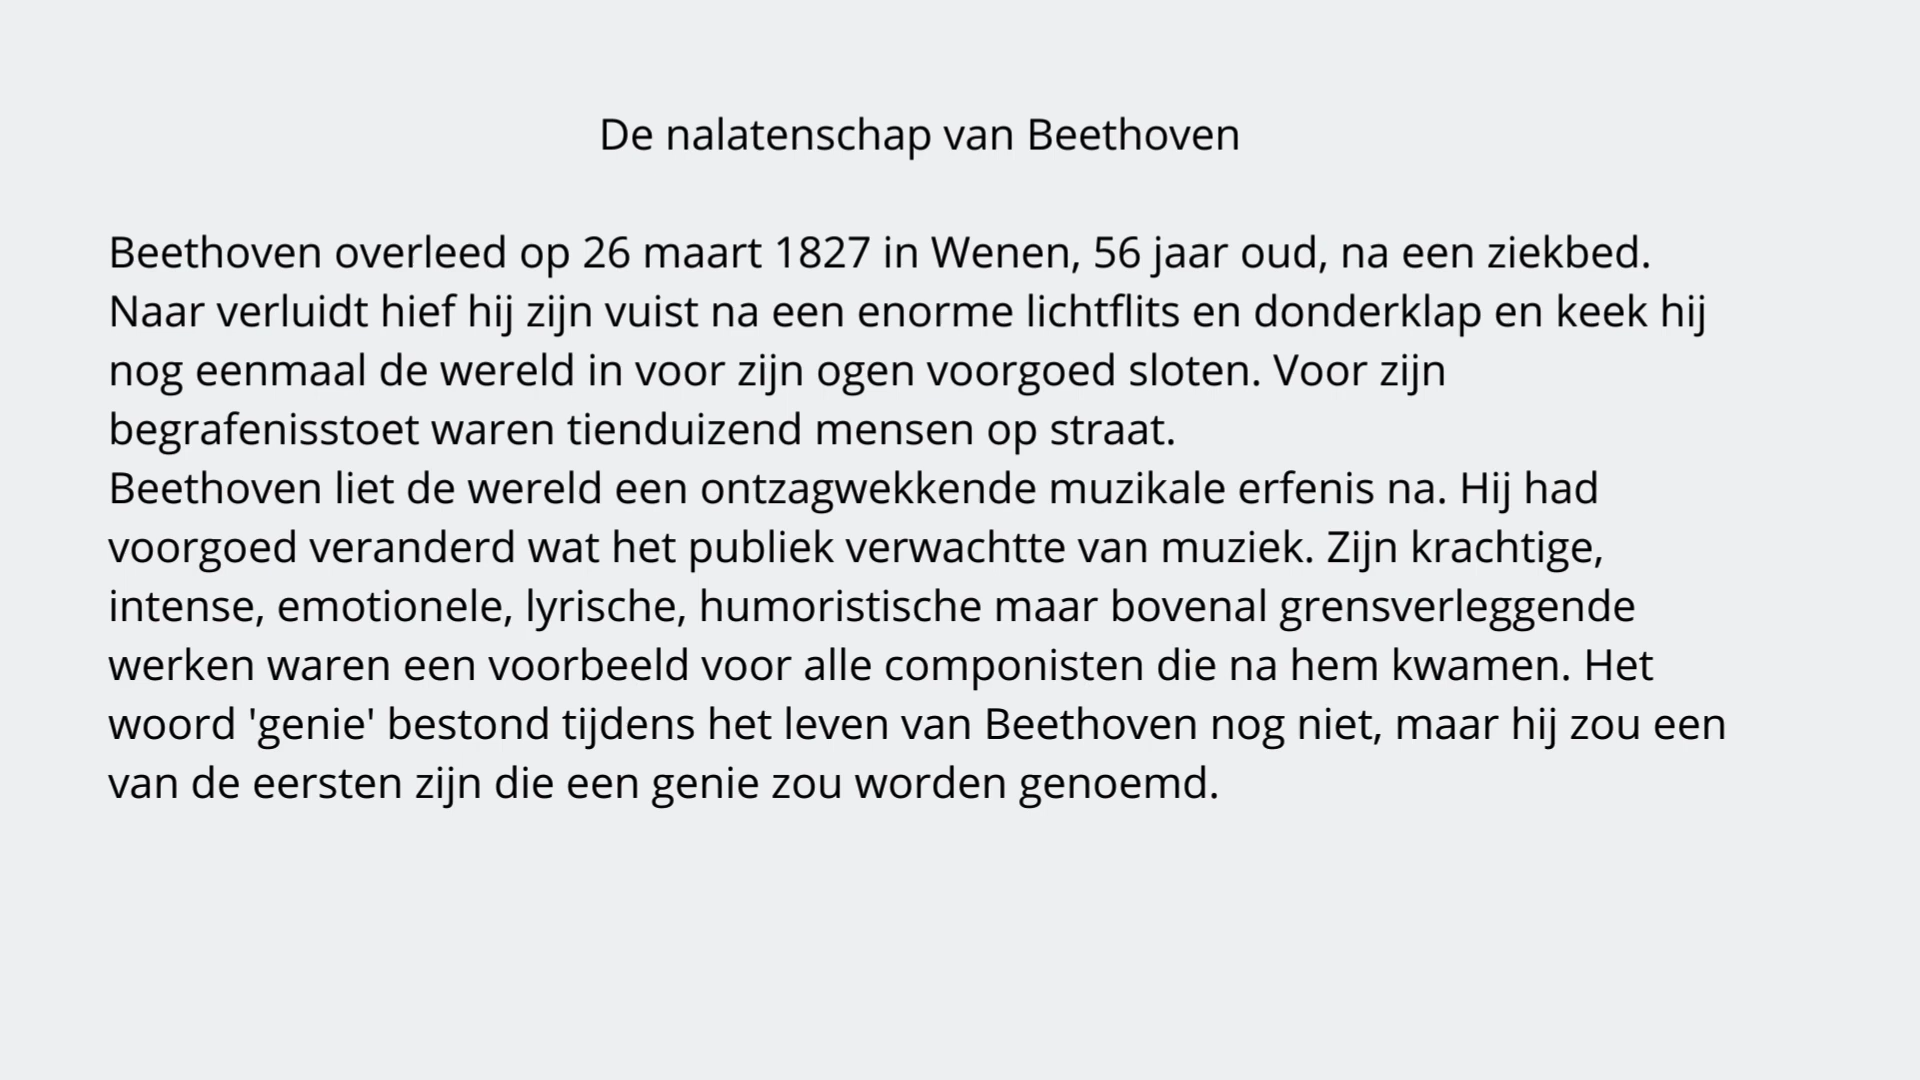 De nalatenschap van Beethoven
Beethoven overleed op 26 maart 1827 in Wenen, 56 jaar oud, na een ziekbed.
Naar verluidt hief hij zijn vuist na een enorme lichtflits en donderklap en keek hij
nog eenmaal de wereld in voor zijn ogen voorgoed sloten. Voor zijn
begrafenisstoet waren tienduizend mensen op straat.
Beethoven liet de wereld een ontzagwekkende muzikale erfenis na. Hij had
voorgoed veranderd wat het publiek verwachtte van muziek. Zijn krachtige,
intense, emotionele, lyrische, humoristische maar bovenal grensverleggende
werken waren een voorbeeld voor alle componisten die na hem kwamen. Het
woord 'genie' bestond tijdens het leven van Beethoven nog niet, maar hij zou een
van de eersten zijn die een genie zou worden genoemd.